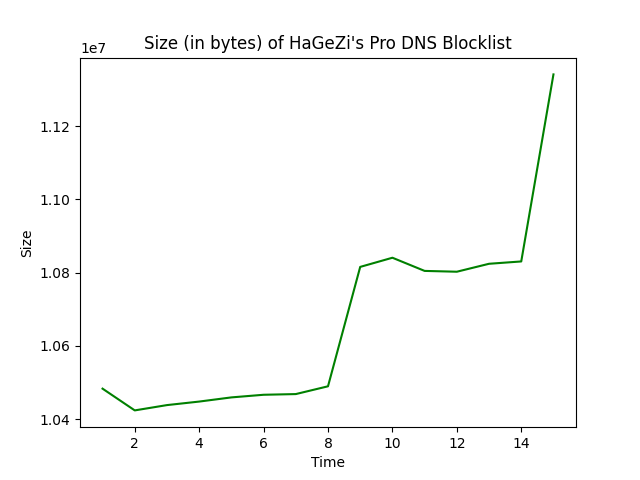 Size (in bytes) of HaGeZi's Pro DNS Blocklist
1e7
1.12
1.10
1.08
1.06
1.04
Size
2 4 6 8 10 12 14
Time